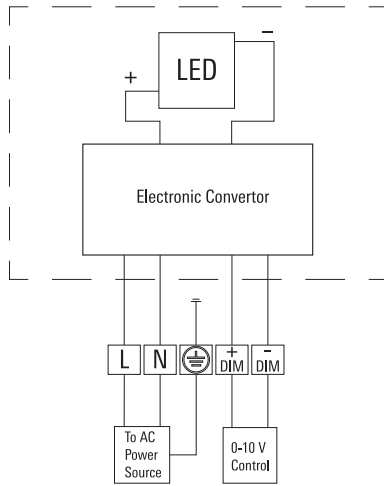 −
+
LED
Electronic Convertor
L
N
+
DIM
-
DIM
To AC
Power
Source
0-10 V
Control